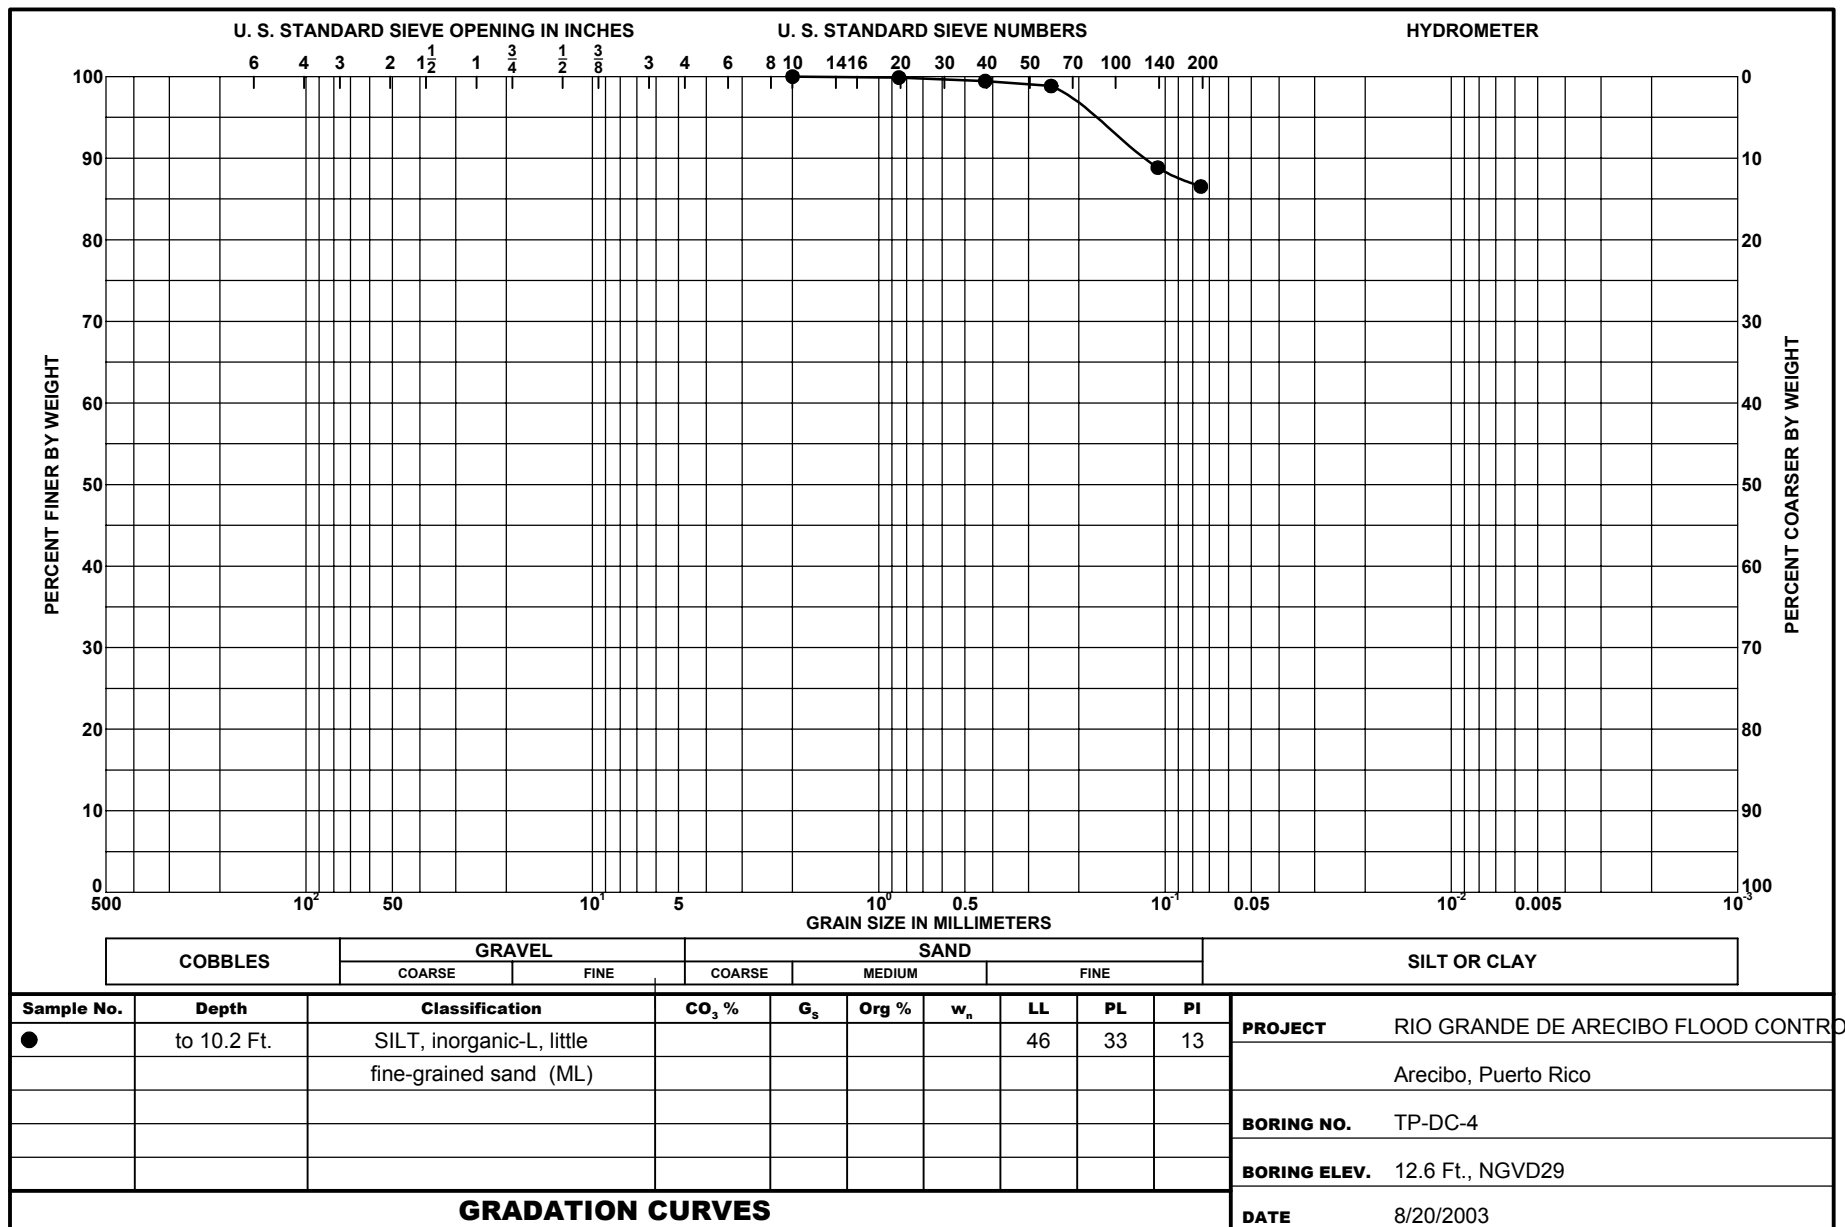 U. S. STANDARD SIEVE OPENING IN INCHES U. S. STANDARD SIEVE NUMBERS HYDROMETER
6 4 3 2 1 1/2 1 3/4 1/2 3/8 3 4 6 8 10 1416 20 30 40 50 70 100 140 200
100 0
90 10
80 20
70 30
60 40
50 50
40 60
30 70
20 80
10 90
0 100
PERCENT FINER BY WEIGHT
PERCENT COARSER BY WEIGHT
500 10² 50 10¹ 5 10⁰ 0.5 10⁻¹ 0.05 10⁻² 0.005 10⁻³
GRAIN SIZE IN MILLIMETERS
COBBLES GRAVEL SAND SILT OR CLAY
COARSE FINE COARSE MEDIUM FINE
Sample No. Depth Classification CO₃ % Gₛ Org % wₙ LL PL PI
● to 10.2 Ft. SILT, inorganic-L, little 46 33 13
fine-grained sand (ML)
PROJECT RIO GRANDE DE ARECIBO FLOOD CONTRO
Arecibo, Puerto Rico
BORING NO. TP-DC-4
BORING ELEV. 12.6 Ft., NGVD29
GRADATION CURVES
DATE 8/20/2003